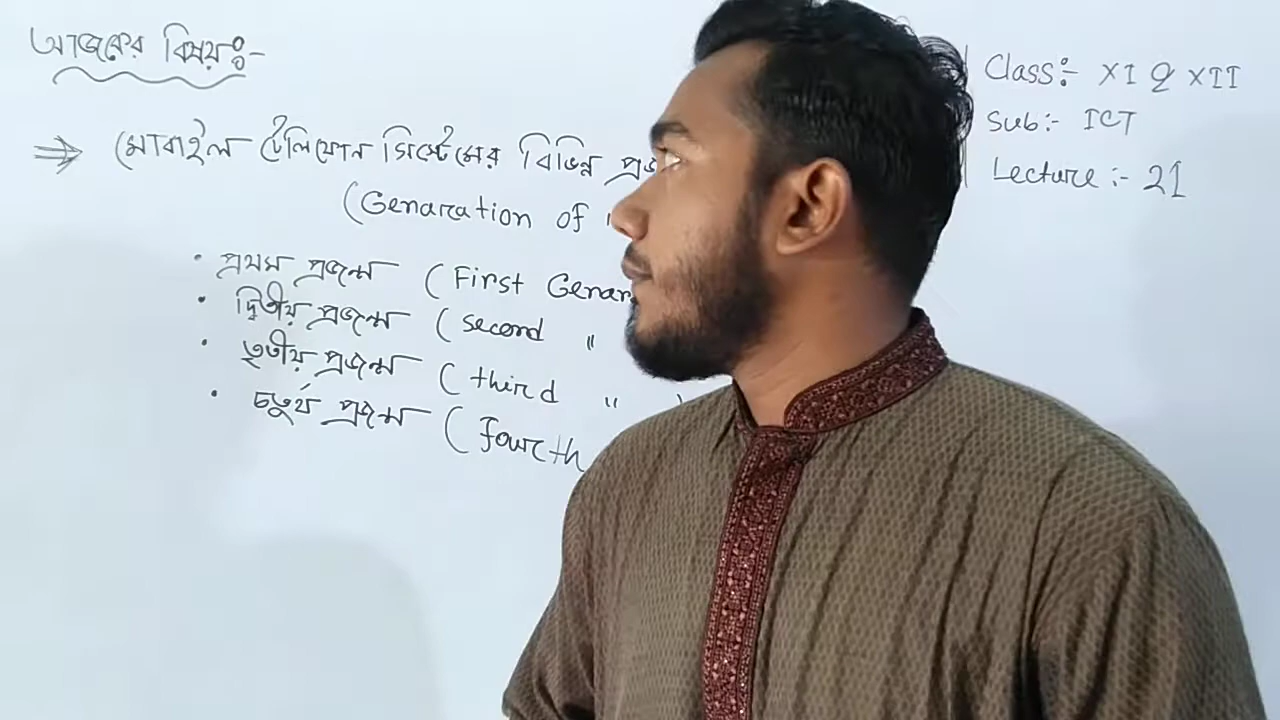 আজকের বিষয়ঃ-
⇒ মোবাইল টেলিফোন সিস্টেমের বিভিন্ন
(Genaration of
• প্রথম প্রজন্ম (First
• দ্বিতীয় প্রজন্ম (second "
• তৃতীয় প্রজন্ম (third " )
• চতুর্থ প্রজন্ম (Fourth
Class:- XI & XII
Sub:- ICT
Lecture:- 21